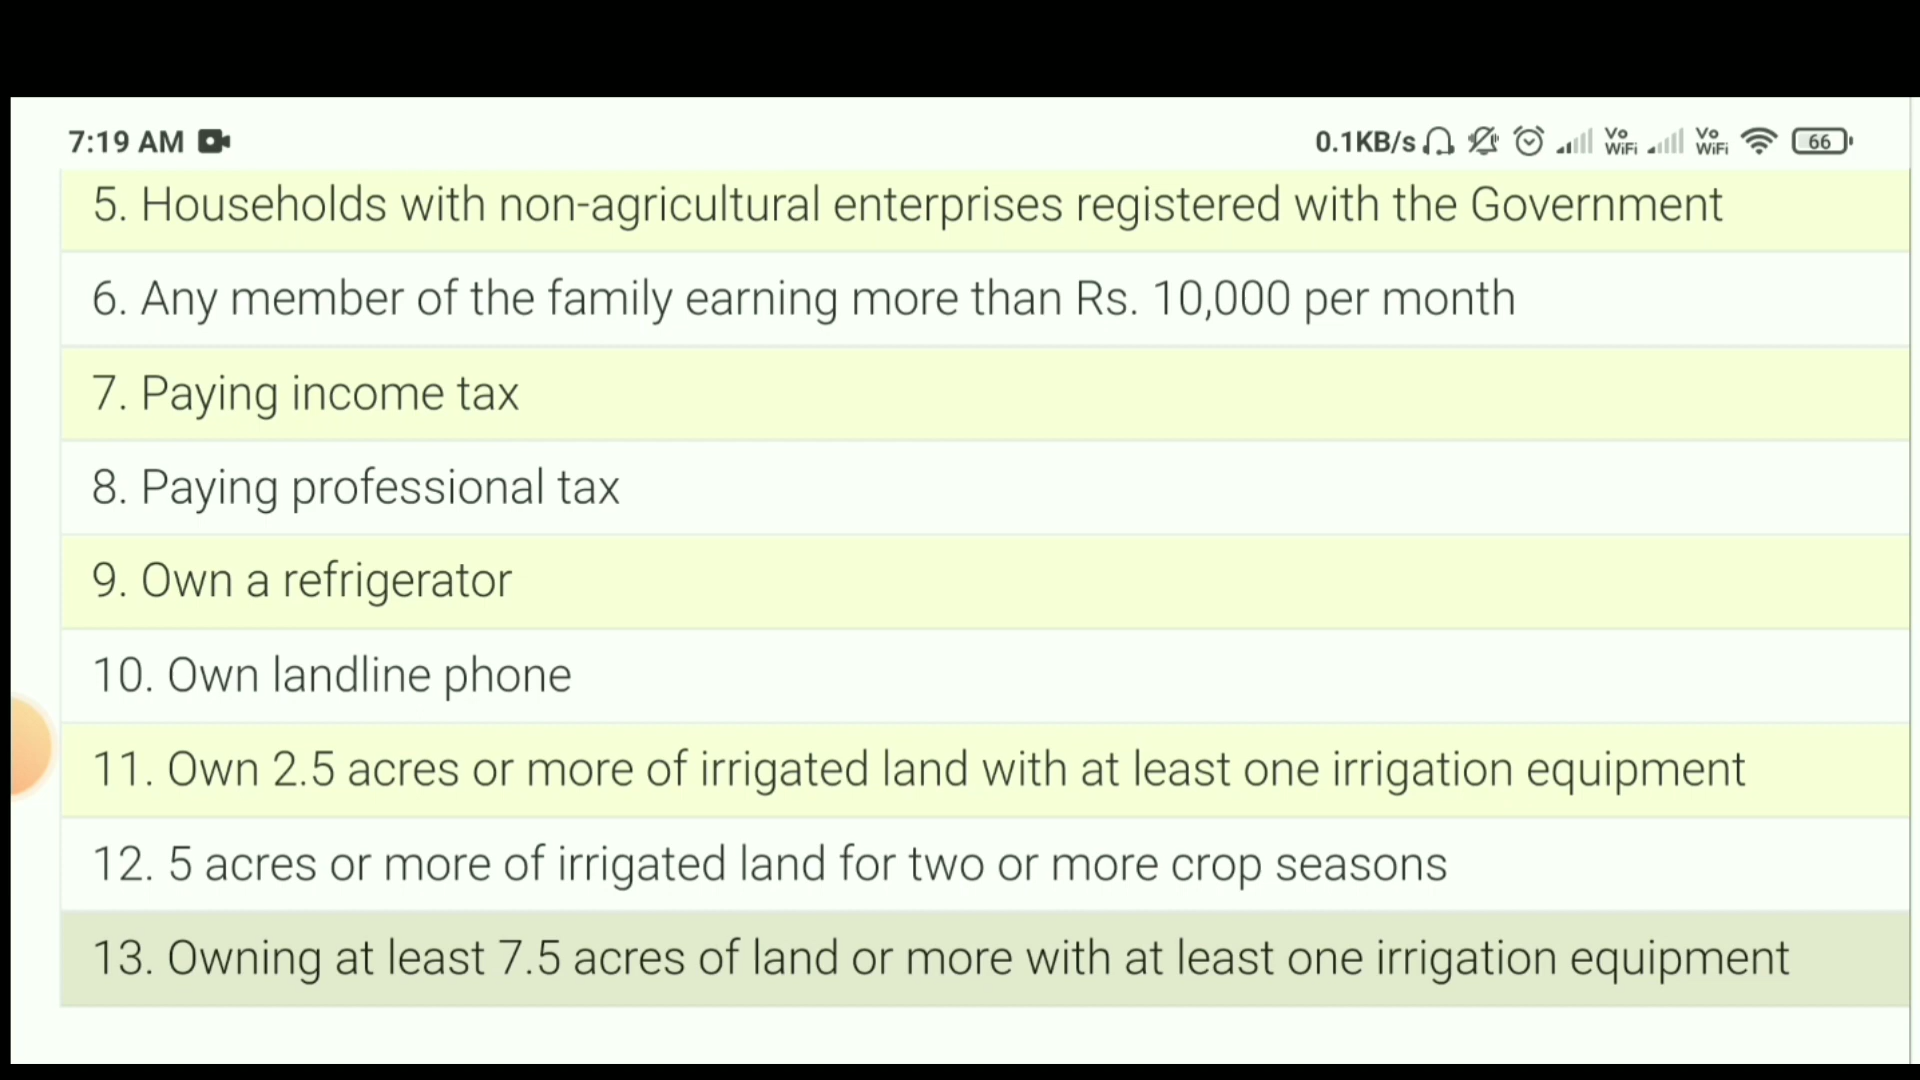 7:19 AM 0.1KB/s Vo WiFi Vo WiFi 66
5. Households with non-agricultural enterprises registered with the Government
6. Any member of the family earning more than Rs. 10,000 per month
7. Paying income tax
8. Paying professional tax
9. Own a refrigerator
10. Own landline phone
11. Own 2.5 acres or more of irrigated land with at least one irrigation equipment
12. 5 acres or more of irrigated land for two or more crop seasons
13. Owning at least 7.5 acres of land or more with at least one irrigation equipment